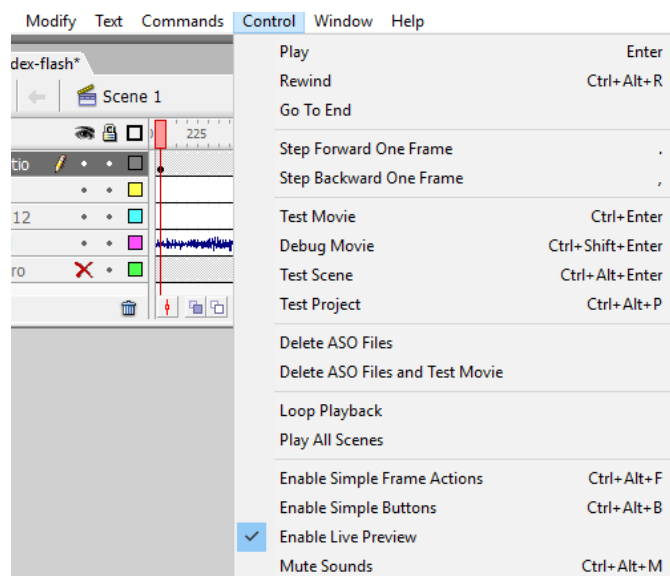 Modify Text Commands Control Window Help
dex-flash*
Scene 1
225
tio
12
ro
Play Enter
Rewind Ctrl+Alt+R
Go To End
Step Forward One Frame .
Step Backward One Frame ,
Test Movie Ctrl+Enter
Debug Movie Ctrl+Shift+Enter
Test Scene Ctrl+Alt+Enter
Test Project Ctrl+Alt+P
Delete ASO Files
Delete ASO Files and Test Movie
Loop Playback
Play All Scenes
Enable Simple Frame Actions Ctrl+Alt+F
Enable Simple Buttons Ctrl+Alt+B
Enable Live Preview
Mute Sounds Ctrl+Alt+M